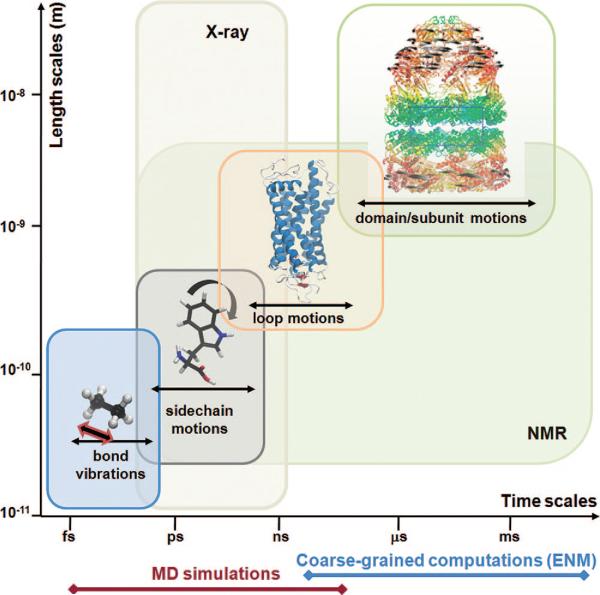 Length scales (m)
X-ray
10-8
domain/subunit motions
10-9
loop motions
10-10
sidechain
motions
NMR
bond
vibrations
10-11
Time scales
fs
ps
ns
μs
ms
Coarse-grained computations (ENM)
MD simulations